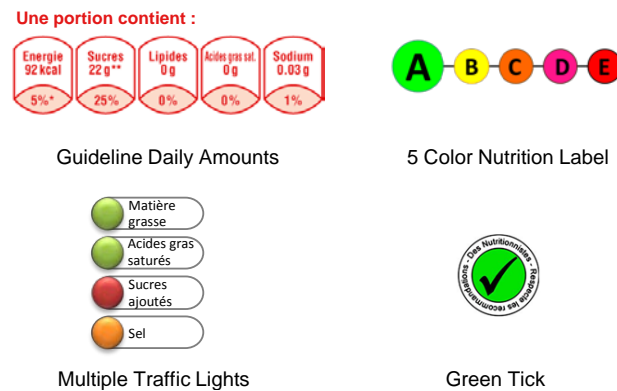 Une portion contient :
Energie
92 kcal
5%*
Sucres
22 g**
25%
Lipides
0 g
0%
Acides gras sat.
0 g
0%
Sodium
0.03 g
1%
A B C D E
Guideline Daily Amounts
5 Color Nutrition Label
Matière
grasse
Acides gras
saturés
Sucres
ajoutés
Sel
- Des Nutritionnistes -
Respecte les recommandations
Multiple Traffic Lights
Green Tick